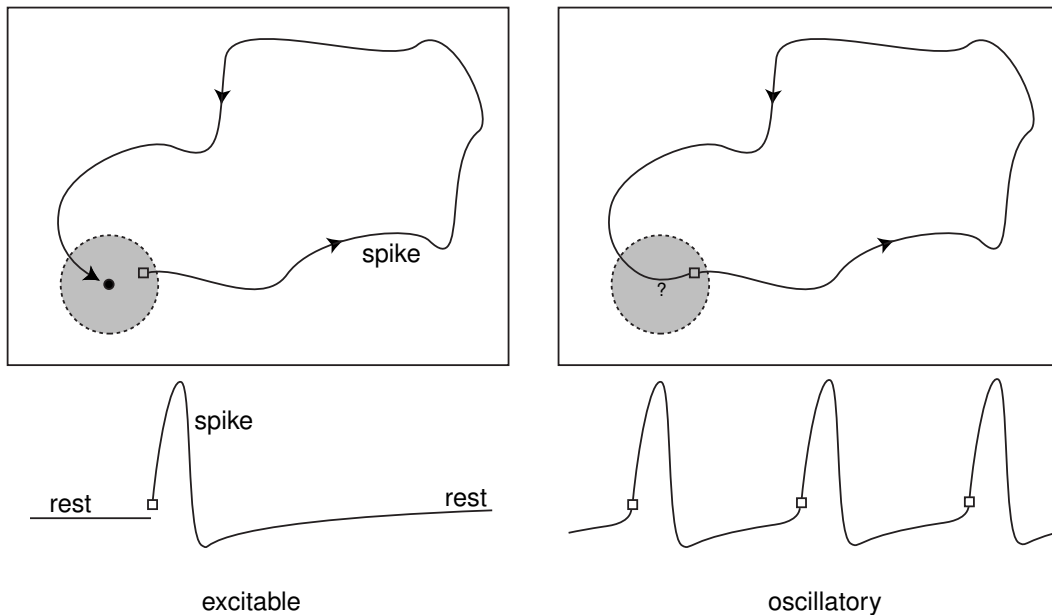 spike
?
spike
rest
rest
excitable
oscillatory